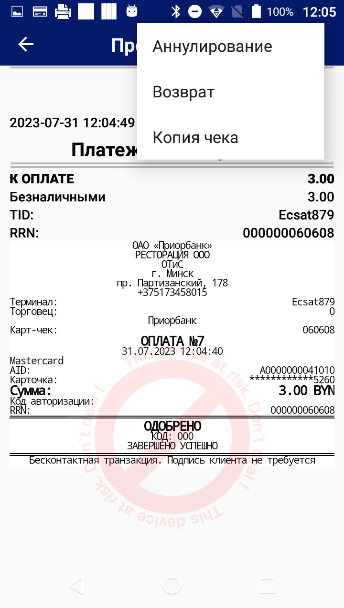 100% 12:05
Аннулирование
Возврат
Копия чека
2023-07-31 12:04:49
К ОПЛАТЕ 3.00
Безналичными 3.00
TID: Ecsat879
RRN: 000000060608
ОАО «Приорбанк»
РЕСТОРАЦИЯ ООО
ОТиС
г. Минск
пр. Партизанский, 178
+375173458015
Терминал: Ecsat879
Торговец: 0
Приорбанк
Карт-чек: 060608
ОПЛАТА №7
31.07.2023 12:04:40
Mastercard
AID: A0000000041010
Карточка: ************5260
Сумма: 3.00 BYN
Код авторизации:
RRN: 000000060608
ОДОБРЕНО
КОД: 000
ЗАВЕРШЕНО УСПЕШНО
Бесконтактная транзакция. Подпись клиента не требуется
This device at risk. Don't deal!